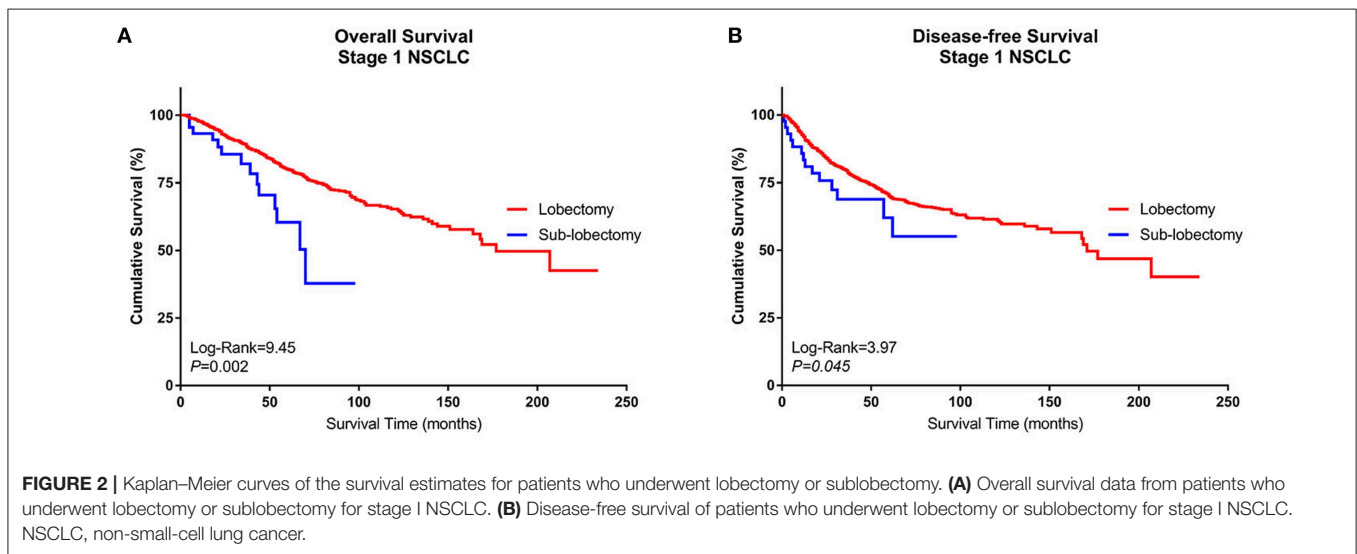 A
Overall Survival
Stage 1 NSCLC
Cumulative Survival (%)
100
75
50
25
0
Lobectomy
Sub-lobectomy
Log-Rank=9.45
P=0.002
0 50 100 150 200 250
Survival Time (months)
B
Disease-free Survival
Stage 1 NSCLC
Cumulative Survival (%)
100
75
50
25
0
Lobectomy
Sub-lobectomy
Log-Rank=3.97
P=0.045
0 50 100 150 200 250
Survival Time (months)
FIGURE 2 | Kaplan–Meier curves of the survival estimates for patients who underwent lobectomy or sublobectomy. (A) Overall survival data from patients who
underwent lobectomy or sublobectomy for stage I NSCLC. (B) Disease-free survival of patients who underwent lobectomy or sublobectomy for stage I NSCLC.
NSCLC, non-small-cell lung cancer.